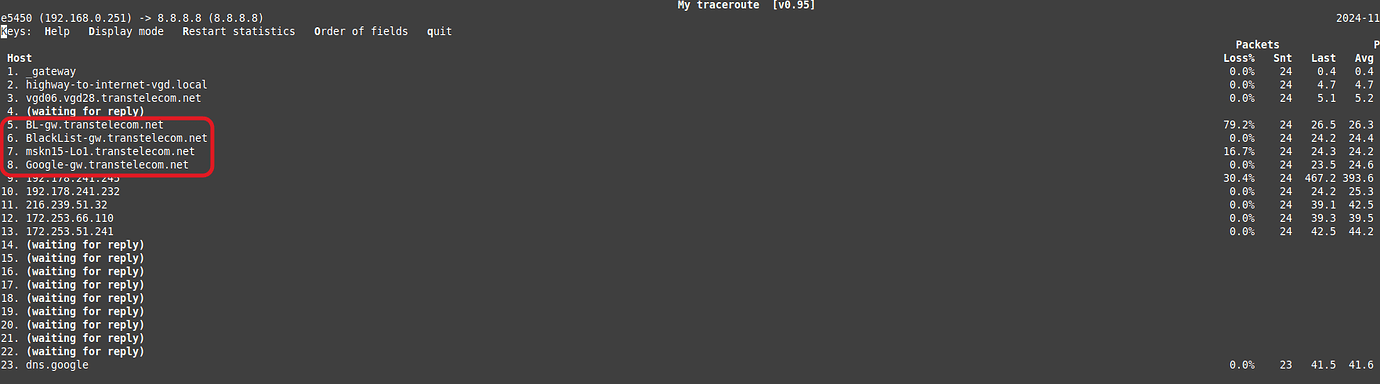 My traceroute [v0.95]
e5450 (192.168.0.251) -> 8.8.8.8 (8.8.8.8) 2024-11
Keys: Help Display mode Restart statistics Order of fields quit
Packets P
Host Loss% Snt Last Avg
1. _gateway 0.0% 24 0.4 0.4
2. highway-to-internet-vgd.local 0.0% 24 4.7 4.7
3. vgd06.vgd28.transtelecom.net 0.0% 24 5.1 5.2
4. (waiting for reply)
5. BL-gw.transtelecom.net 79.2% 24 26.5 26.3
6. BlackList-gw.transtelecom.net 0.0% 24 24.2 24.4
7. mskn15-Lo1.transtelecom.net 16.7% 24 24.3 24.2
8. Google-gw.transtelecom.net 0.0% 24 23.5 24.6
9. 192.178.241.245 30.4% 24 467.2 393.6
10. 192.178.241.232 0.0% 24 24.2 25.3
11. 216.239.51.32 0.0% 24 39.1 42.5
12. 172.253.66.110 0.0% 24 39.3 39.5
13. 172.253.51.241 0.0% 24 42.5 44.2
14. (waiting for reply)
15. (waiting for reply)
16. (waiting for reply)
17. (waiting for reply)
18. (waiting for reply)
19. (waiting for reply)
20. (waiting for reply)
21. (waiting for reply)
22. (waiting for reply)
23. dns.google 0.0% 23 41.5 41.6